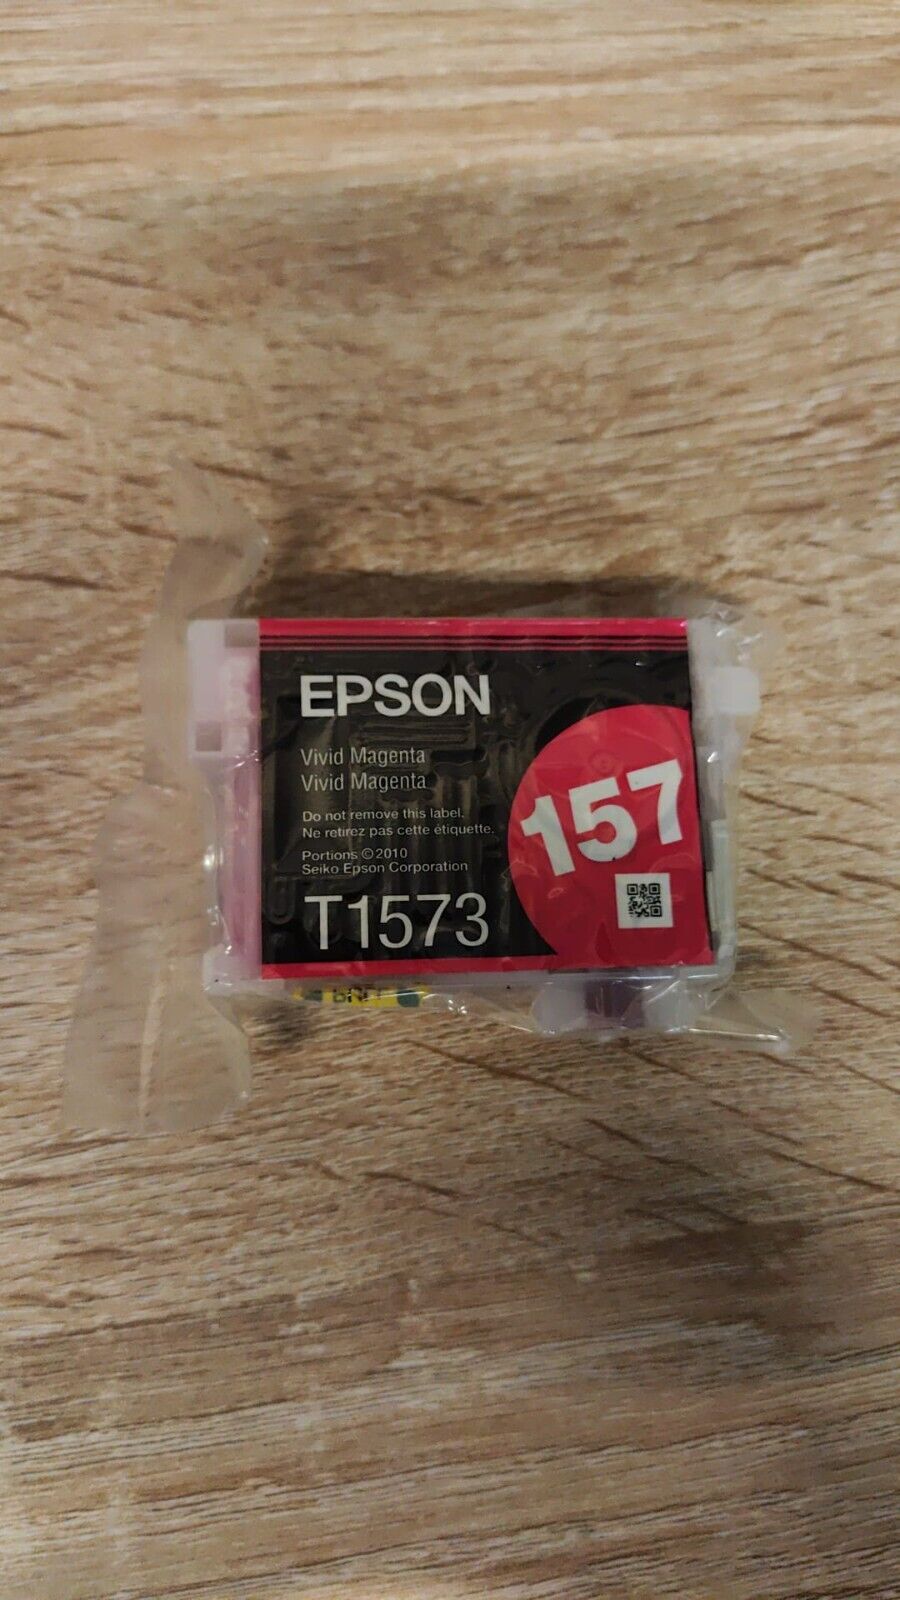 EPSON
Vivid Magenta
Vivid Magenta
Do not remove this label.
Ne retirez pas cette étiquette.
Portions ©2010
Seiko Epson Corporation
T1573
157